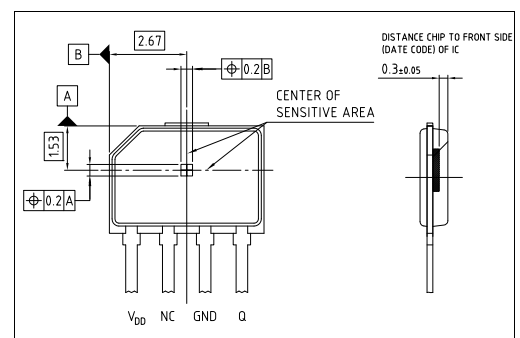 B
2.67
0.2 B
A
1.53
0.2 A
CENTER OF
SENSITIVE AREA
DISTANCE CHIP TO FRONT SIDE
(DATE CODE) OF IC
0.3±0.05
VDD NC GND Q